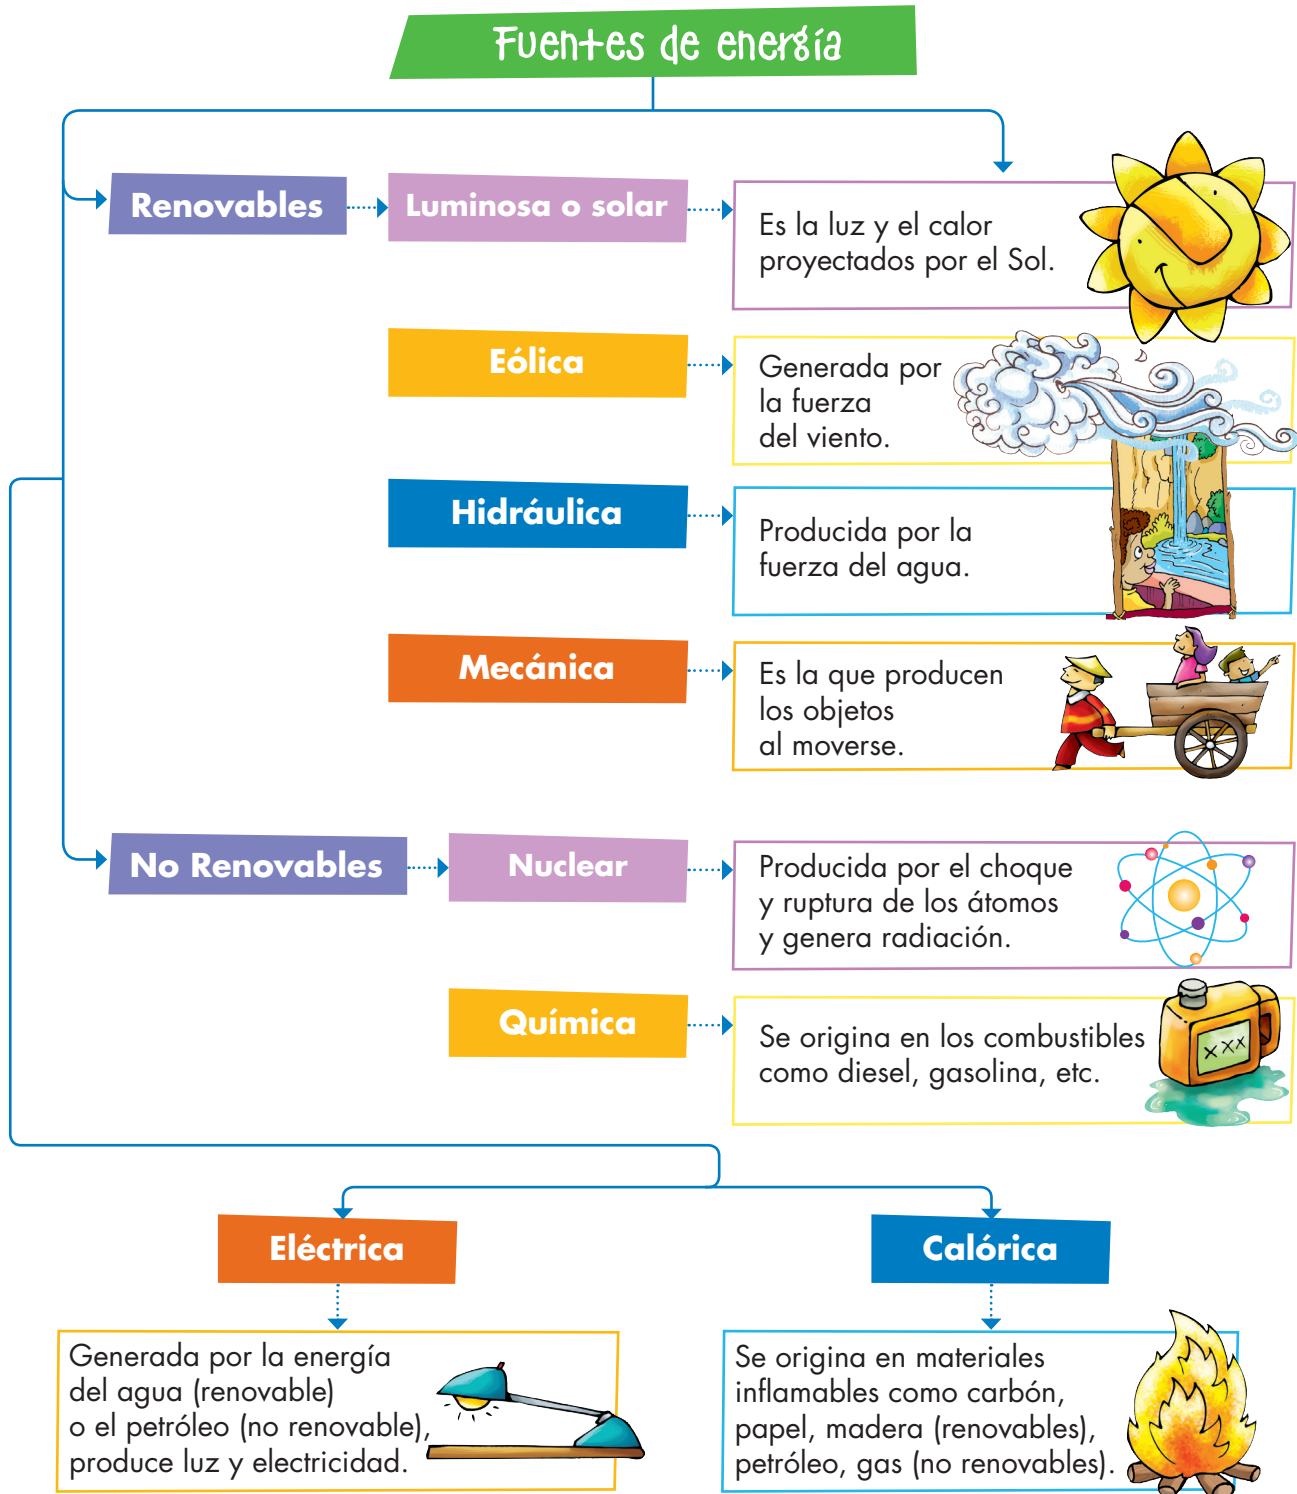 Fuentes de energía
Renovables
Luminosa o solar
Es la luz y el calor
proyectados por el Sol.
Eólica
Generada por
la fuerza
del viento.
Hidráulica
Producida por la
fuerza del agua.
Mecánica
Es la que producen
los objetos
al moverse.
No Renovables
Nuclear
Producida por el choque
y ruptura de los átomos
y genera radiación.
Química
Se origina en los combustibles
como diesel, gasolina, etc.
XXX
Eléctrica
Generada por la energía
del agua (renovable)
o el petróleo (no renovable),
produce luz y electricidad.
Calórica
Se origina en materiales
inflamables como carbón,
papel, madera (renovables),
petróleo, gas (no renovables).